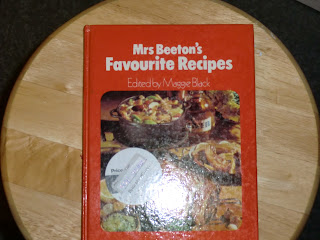 Mrs Beeton's
Favourite Recipes
Edited by Maggie Black